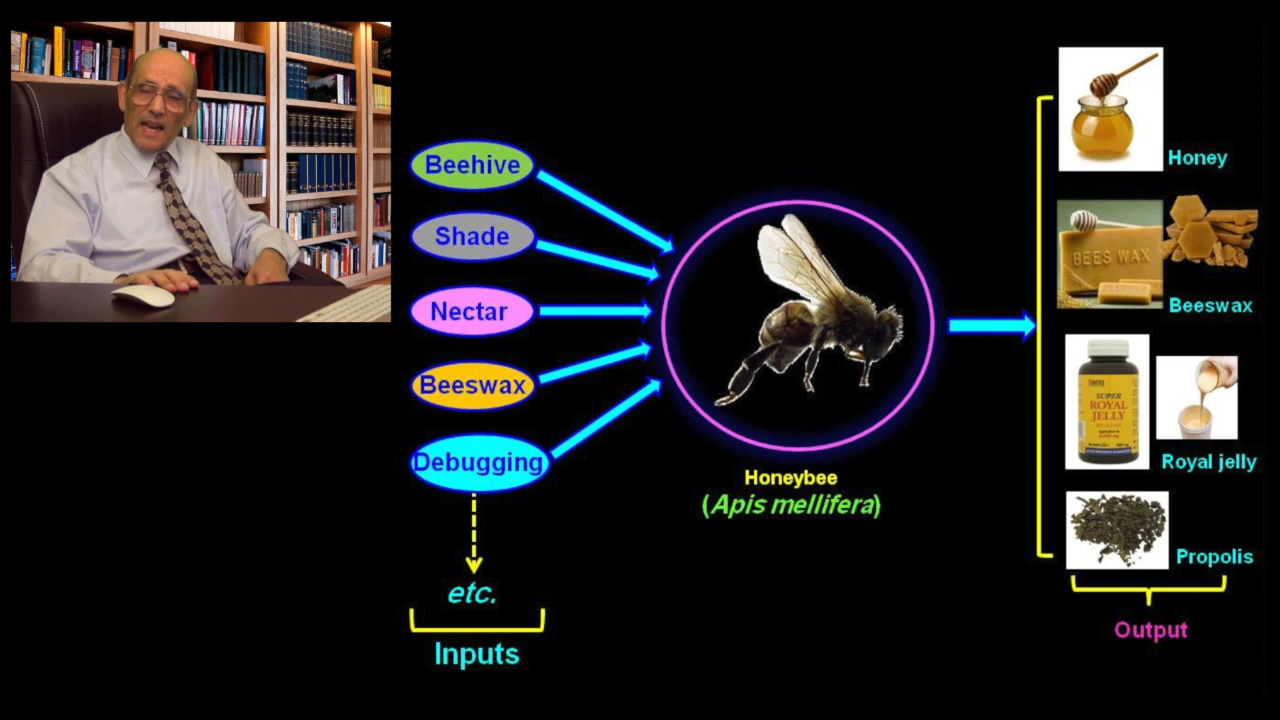 Beehive
Shade
Nectar
Beeswax
Debugging
etc.
Inputs
Honeybee
(Apis mellifera)
Honey
BEES WAX
Beeswax
SUPER
ROYAL
JELLY
Royal jelly
Propolis
Output